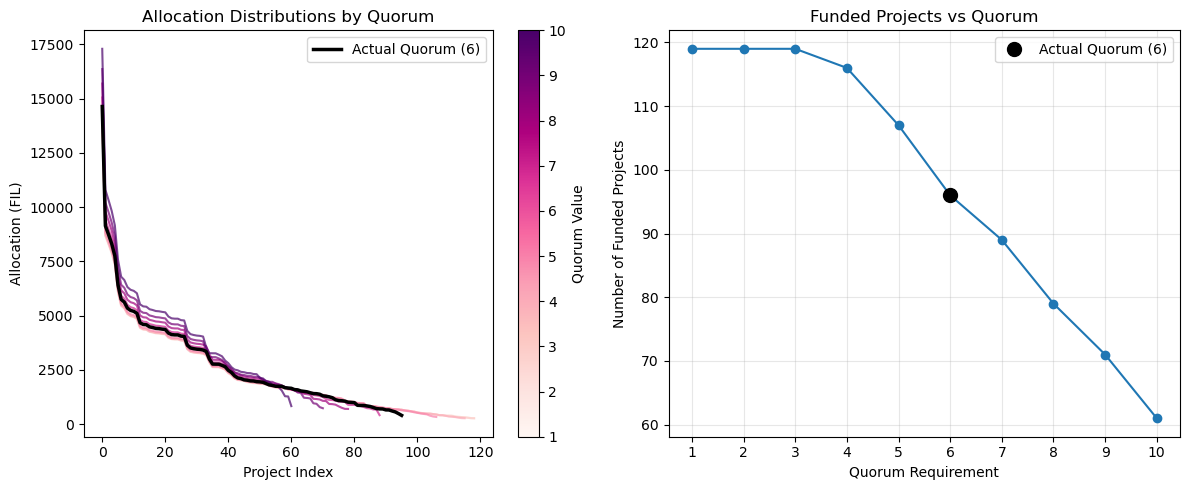 Allocation Distributions by Quorum
Actual Quorum (6)
17500
15000
12500
10000
7500
5000
2500
0
Allocation (FIL)
0 20 40 60 80 100 120
Project Index
10
9
8
7
6
5
4
3
2
1
Quorum Value
Funded Projects vs Quorum
Actual Quorum (6)
120
110
100
90
80
70
60
Number of Funded Projects
1 2 3 4 5 6 7 8 9 10
Quorum Requirement